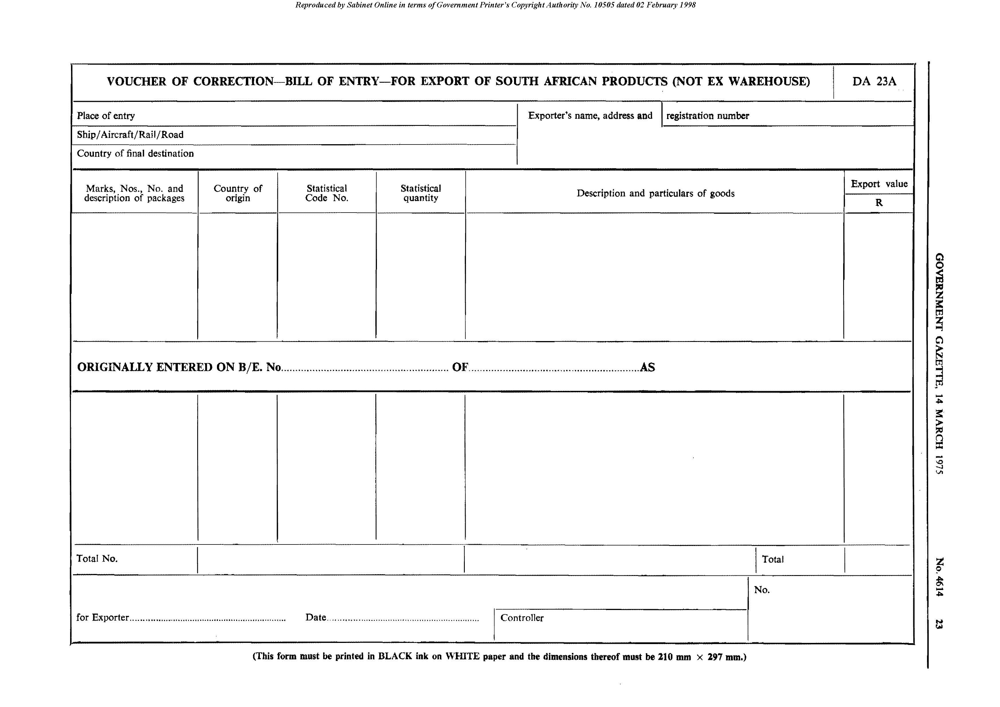 Reproduced by Sabinet Online in terms of Government Printer's Copyright Authority No. 10505 dated 02 February 1998
VOUCHER OF CORRECTION—BILL OF ENTRY—FOR EXPORT OF SOUTH AFRICAN PRODUCTS (NOT EX WAREHOUSE)
DA 23A
Place of entry
Exporter's name, address and
registration number
Ship/Aircraft/Rail/Road
Country of final destination
Marks, Nos., No. and
description of packages
Country of
origin
Statistical
Code No.
Statistical
quantity
Description and particulars of goods
Export value
R
ORIGINALLY ENTERED ON B/E. No.................................................... OF....................................................AS
Total No.
Total
No.
for Exporter....................................................
Date....................................................
Controller
(This form must be printed in BLACK ink on WHITE paper and the dimensions thereof must be 210 mm × 297 mm.)
GOVERNMENT GAZETTE, 14 MARCH 1975
No. 4614
23